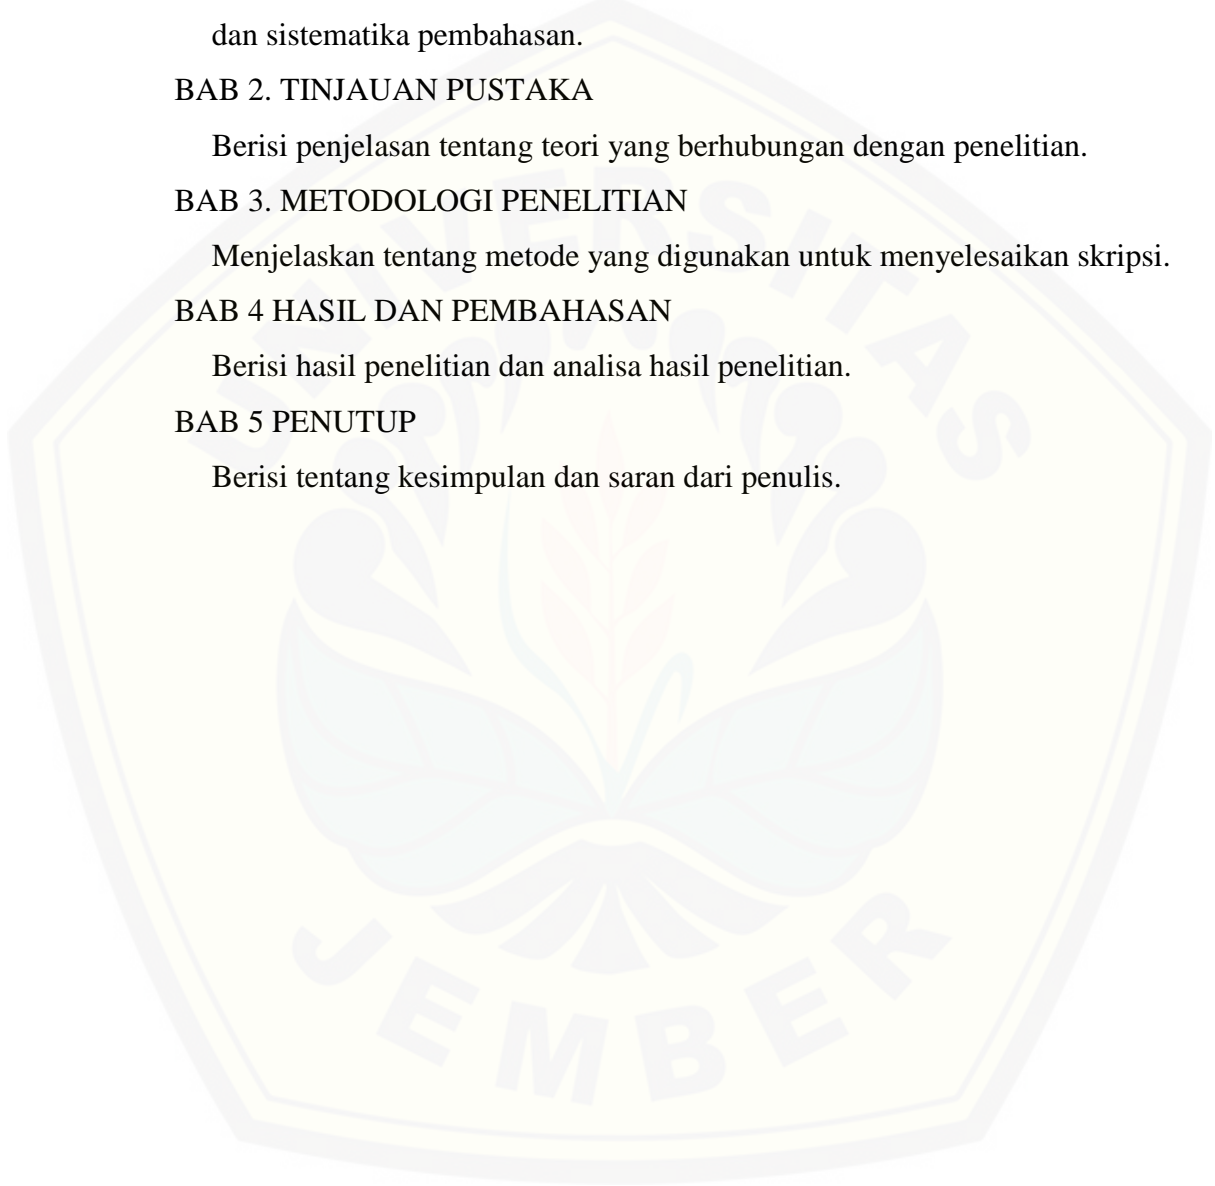 dan sistematika pembahasan.
BAB 2. TINJAUAN PUSTAKA
Berisi penjelasan tentang teori yang berhubungan dengan penelitian.
BAB 3. METODOLOGI PENELITIAN
Menjelaskan tentang metode yang digunakan untuk menyelesaikan skripsi.
BAB 4 HASIL DAN PEMBAHASAN
Berisi hasil penelitian dan analisa hasil penelitian.
BAB 5 PENUTUP
Berisi tentang kesimpulan dan saran dari penulis.
UNIVERSITAS
JEMBER